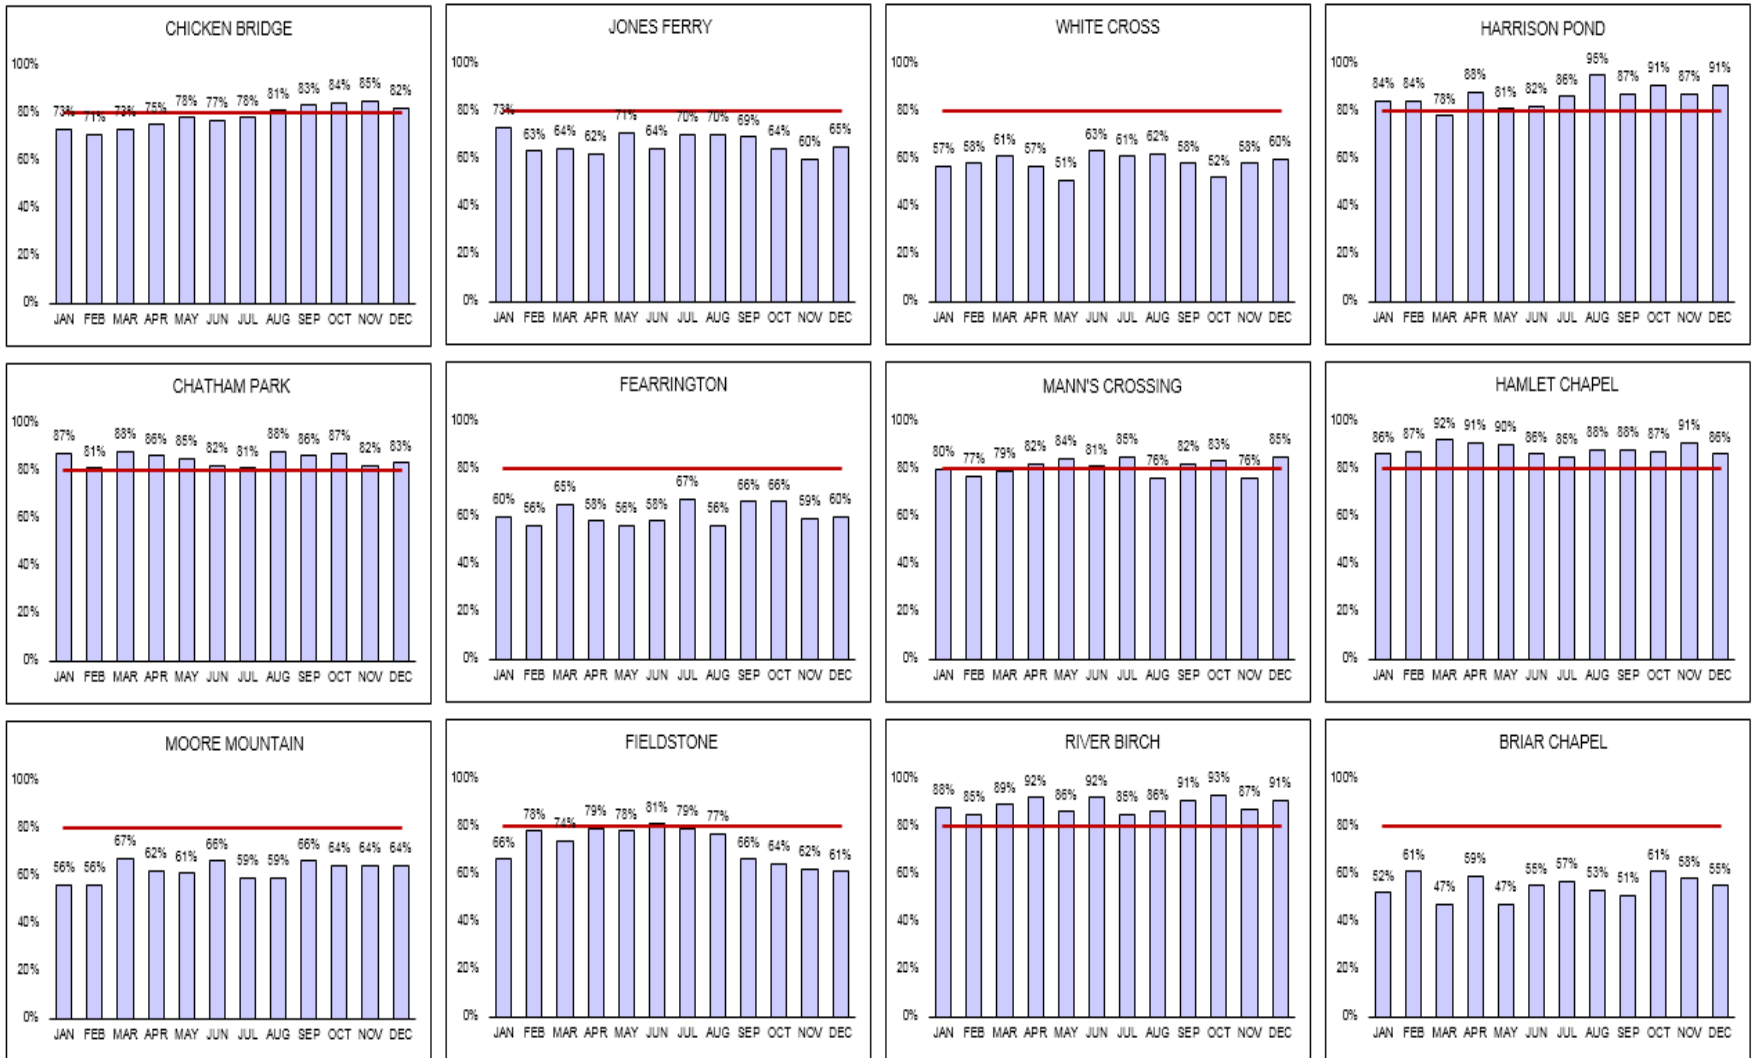 CHICKEN BRIDGE
100%
80%
60%
40%
20%
0%
73% 71% 73% 75% 78% 77% 78% 81% 83% 84% 85% 82%
JAN FEB MAR APR MAY JUN JUL AUG SEP OCT NOV DEC
JONES FERRY
100%
80%
60%
40%
20%
0%
73% 63% 64% 62% 71% 64% 70% 70% 69% 64% 60% 65%
JAN FEB MAR APR MAY JUN JUL AUG SEP OCT NOV DEC
WHITE CROSS
100%
80%
60%
40%
20%
0%
57% 58% 61% 57% 51% 63% 61% 62% 58% 52% 58% 60%
JAN FEB MAR APR MAY JUN JUL AUG SEP OCT NOV DEC
HARRISON POND
100%
80%
60%
40%
20%
0%
84% 84% 78% 88% 81% 82% 86% 95% 87% 91% 87% 91%
JAN FEB MAR APR MAY JUN JUL AUG SEP OCT NOV DEC
CHATHAM PARK
100%
80%
60%
40%
20%
0%
87% 81% 88% 86% 85% 82% 81% 88% 86% 87% 82% 83%
JAN FEB MAR APR MAY JUN JUL AUG SEP OCT NOV DEC
FEARRINGTON
100%
80%
60%
40%
20%
0%
60% 56% 65% 58% 56% 58% 67% 56% 66% 66% 59% 60%
JAN FEB MAR APR MAY JUN JUL AUG SEP OCT NOV DEC
MANN'S CROSSING
100%
80%
60%
40%
20%
0%
80% 77% 79% 82% 84% 81% 85% 76% 82% 83% 76% 85%
JAN FEB MAR APR MAY JUN JUL AUG SEP OCT NOV DEC
HAMLET CHAPEL
100%
80%
60%
40%
20%
0%
86% 87% 92% 91% 90% 86% 85% 88% 88% 87% 91% 86%
JAN FEB MAR APR MAY JUN JUL AUG SEP OCT NOV DEC
MOORE MOUNTAIN
100%
80%
60%
40%
20%
0%
56% 56% 67% 62% 61% 66% 59% 59% 66% 64% 64% 64%
JAN FEB MAR APR MAY JUN JUL AUG SEP OCT NOV DEC
FIELDSTONE
100%
80%
60%
40%
20%
0%
66% 78% 74% 79% 78% 81% 79% 77% 66% 64% 62% 61%
JAN FEB MAR APR MAY JUN JUL AUG SEP OCT NOV DEC
RIVER BIRCH
100%
80%
60%
40%
20%
0%
88% 85% 89% 92% 86% 92% 85% 86% 91% 93% 87% 91%
JAN FEB MAR APR MAY JUN JUL AUG SEP OCT NOV DEC
BRIAR CHAPEL
100%
80%
60%
40%
20%
0%
52% 61% 47% 59% 47% 55% 57% 53% 51% 61% 58% 55%
JAN FEB MAR APR MAY JUN JUL AUG SEP OCT NOV DEC